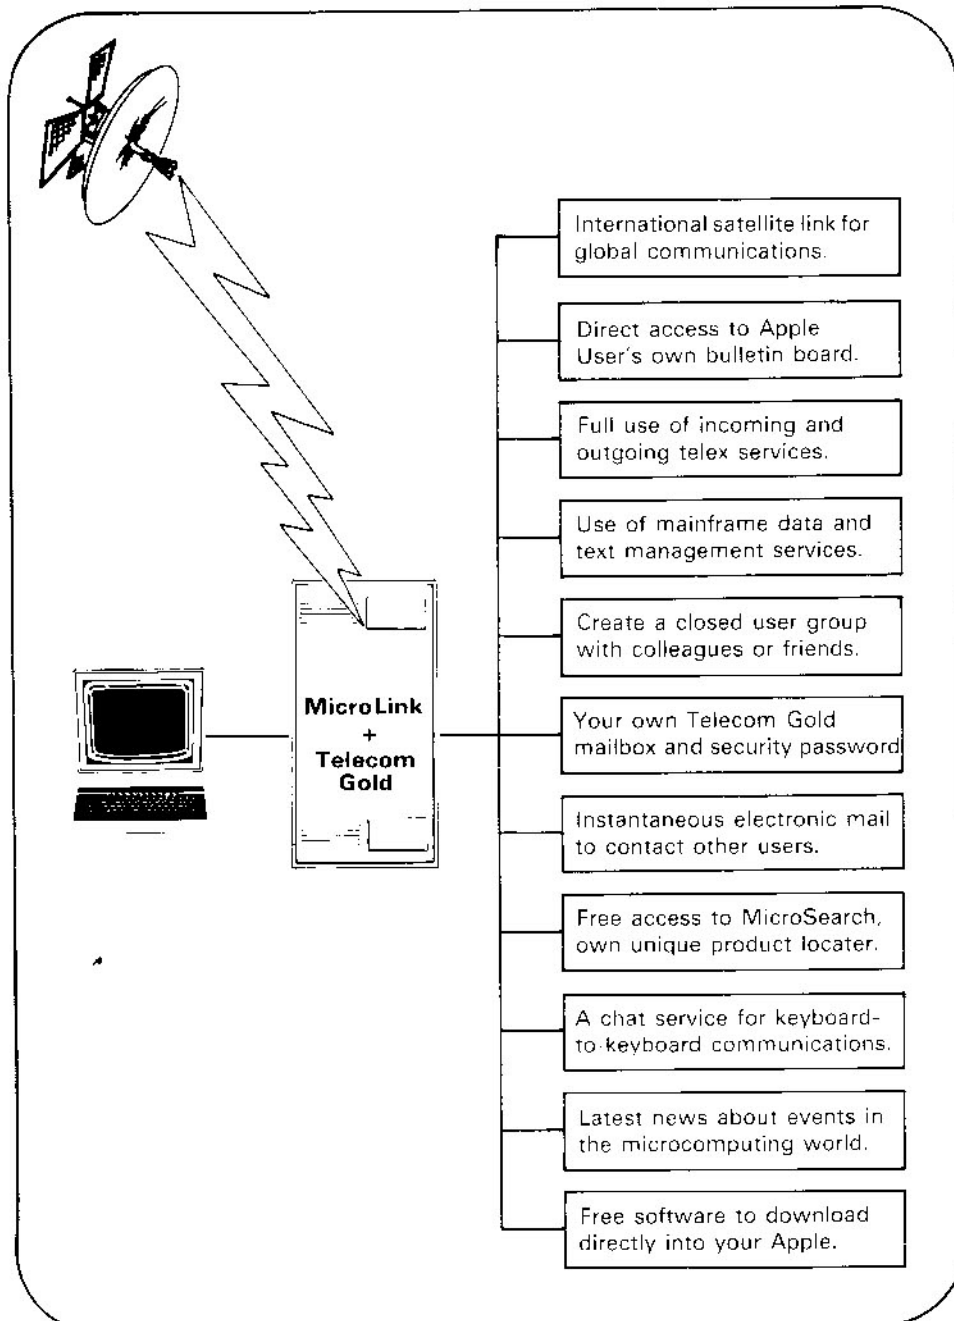 International satellite link for
global communications.
Direct access to Apple
User's own bulletin board.
Full use of incoming and
outgoing telex services.
Use of mainframe data and
text management services.
Create a closed user group
with colleagues or friends.
MicroLink
+
Telecom
Gold
Your own Telecom Gold
mailbox and security password
Instantaneous electronic mail
to contact other users.
Free access to MicroSearch,
own unique product locater.
A chat service for keyboard-
to-keyboard communications.
Latest news about events in
the microcomputing world.
Free software to download
directly into your Apple.